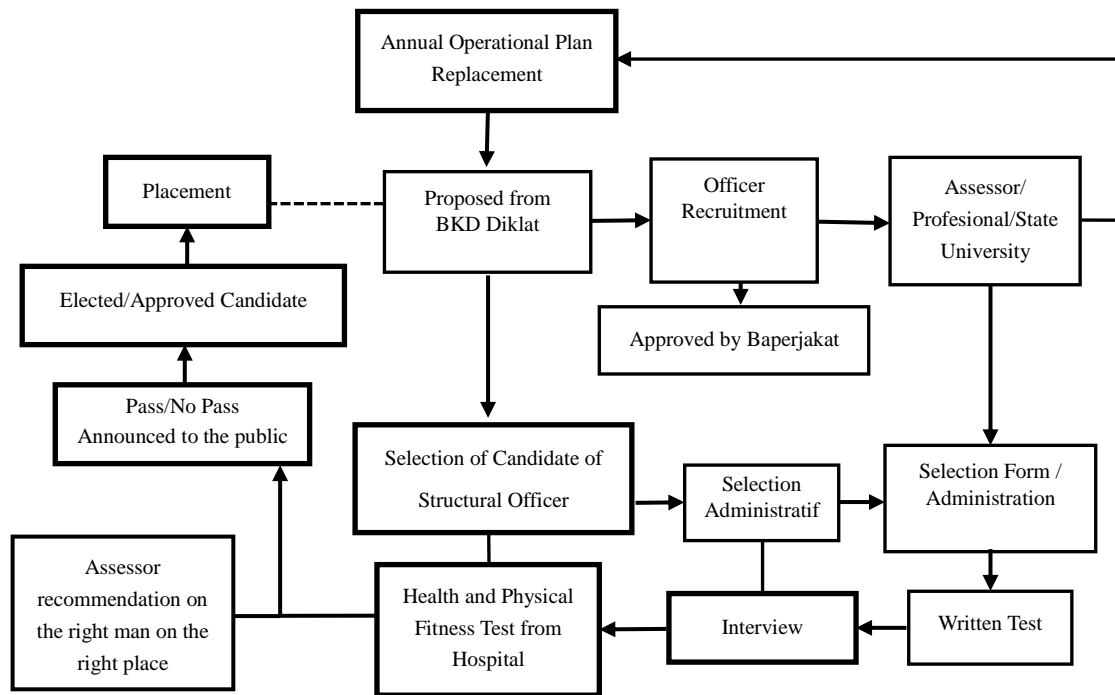 Annual Operational Plan
Replacement
Placement
Proposed from
BKD Diklat
Officer
Recruitment
Assessor/
Profesional/State
University
Elected/Approved Candidate
Approved by Baperjakat
Pass/No Pass
Announced to the public
Selection of Candidate of
Structural Officer
Selection
Administratif
Selection Form /
Administration
Assessor
recommendation on
the right man on the
right place
Health and Physical
Fitness Test from
Hospital
Interview
Written Test